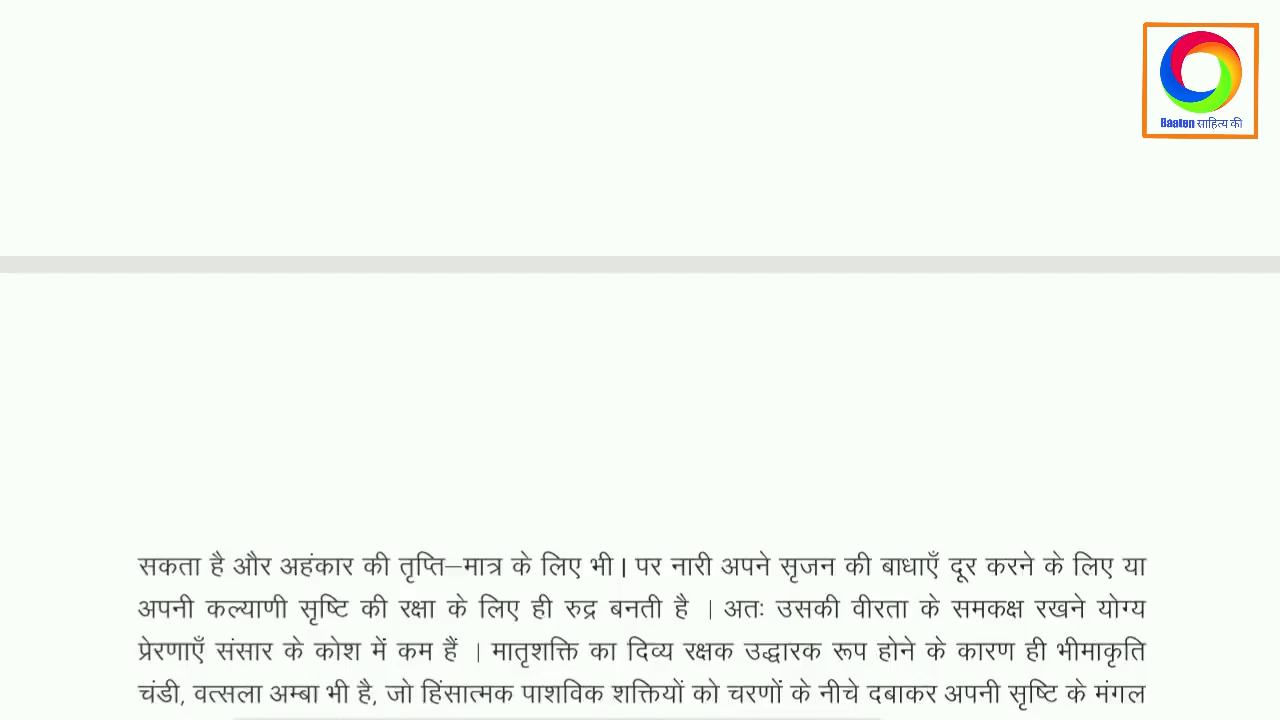 Baaten साहित्य की
सकता है और अहंकार की तृप्ति–मात्र के लिए भी। पर नारी अपने सृजन की बाधाएँ दूर करने के लिए या
अपनी कल्याणी सृष्टि की रक्षा के लिए ही रुद्र बनती है । अतः उसकी वीरता के समकक्ष रखने योग्य
प्रेरणाएँ संसार के कोश में कम हैं । मातृशक्ति का दिव्य रक्षक उद्धारक रूप होने के कारण ही भीमाकृति
चंडी, वत्सला अम्बा भी है, जो हिंसात्मक पाशविक शक्तियों को चरणों के नीचे दबाकर अपनी सृष्टि के मंगल